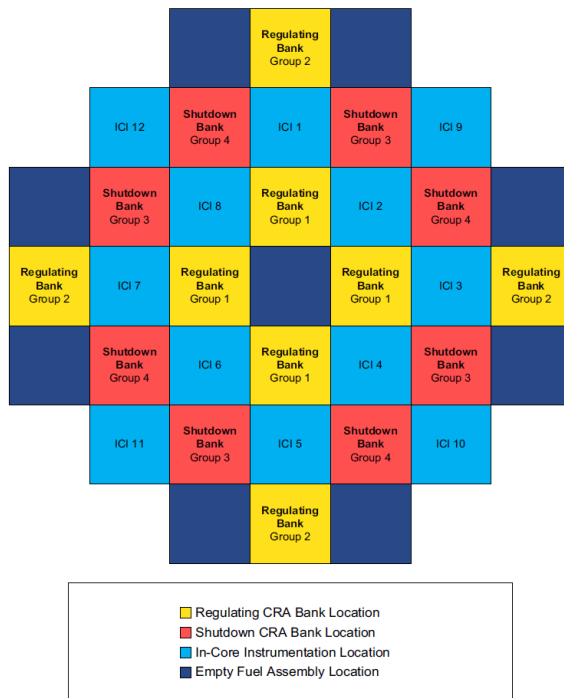 Regulating
Bank
Group 2
ICI 12
Shutdown
Bank
Group 4
ICI 1
Shutdown
Bank
Group 3
ICI 9
Shutdown
Bank
Group 3
ICI 8
Regulating
Bank
Group 1
ICI 2
Shutdown
Bank
Group 4
Regulating
Bank
Group 2
ICI 7
Regulating
Bank
Group 1
Regulating
Bank
Group 1
ICI 3
Regulating
Bank
Group 2
Shutdown
Bank
Group 4
ICI 6
Regulating
Bank
Group 1
ICI 4
Shutdown
Bank
Group 3
ICI 11
Shutdown
Bank
Group 3
ICI 5
Shutdown
Bank
Group 4
ICI 10
Regulating
Bank
Group 2
Regulating CRA Bank Location
Shutdown CRA Bank Location
In-Core Instrumentation Location
Empty Fuel Assembly Location